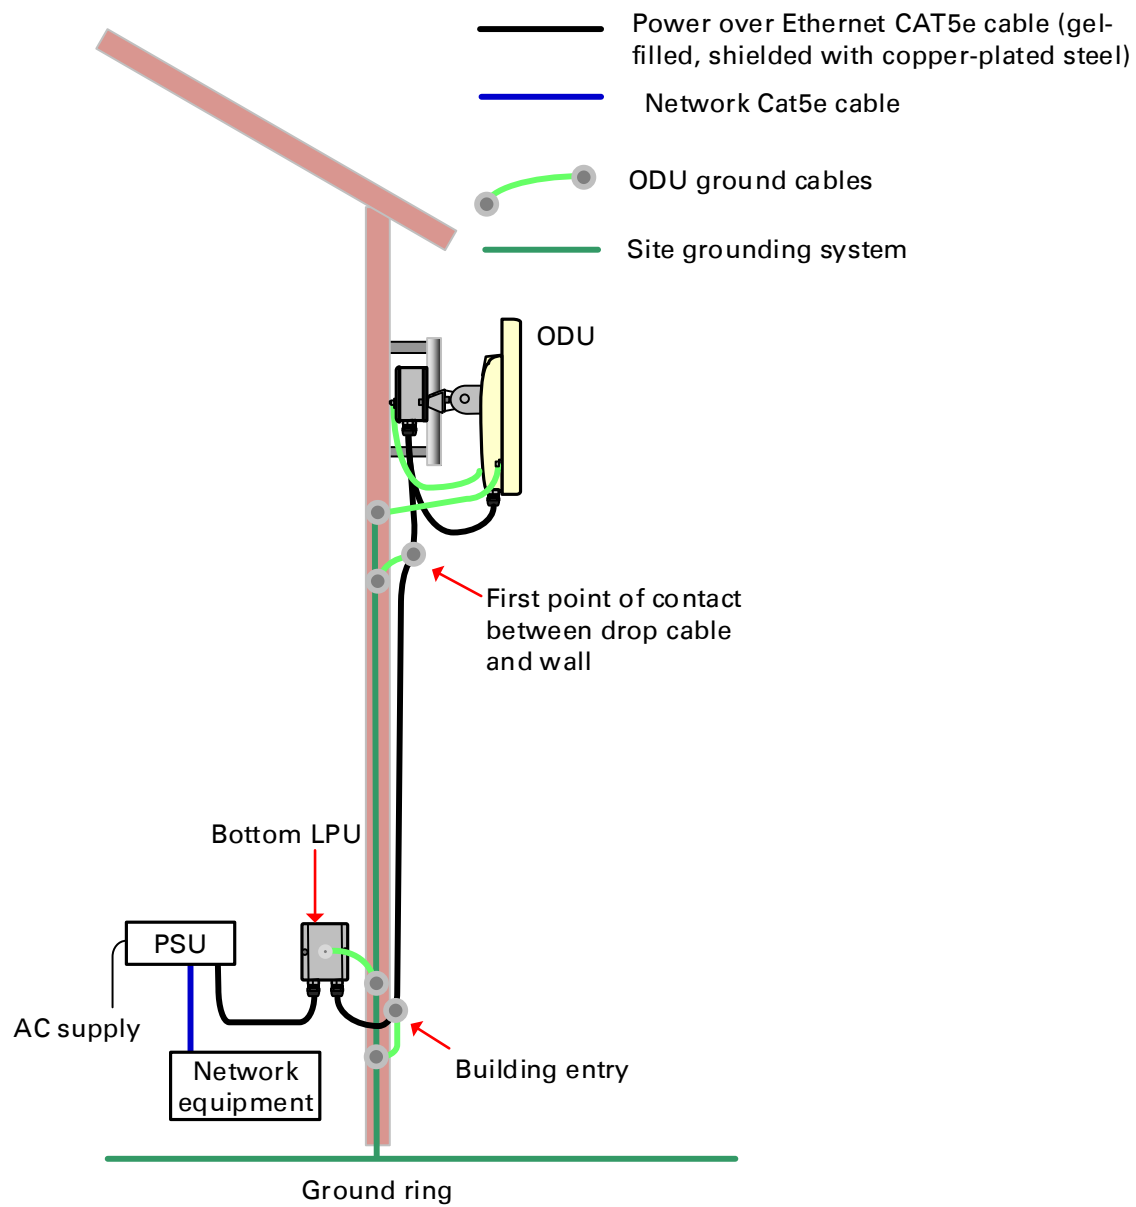 Power over Ethernet CAT5e cable (gel-
filled, shielded with copper-plated steel)
Network Cat5e cable
ODU ground cables
Site grounding system
ODU
First point of contact
between drop cable
and wall
Bottom LPU
PSU
AC supply
Network
equipment
Building entry
Ground ring